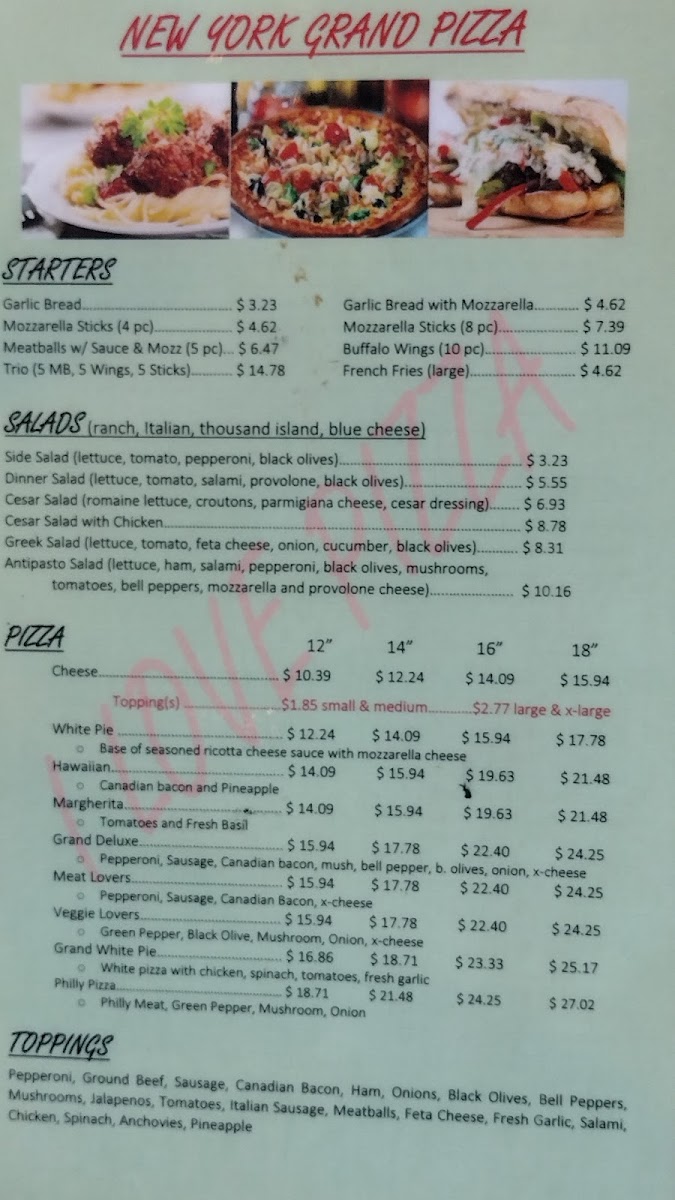 NEW YORK GRAND PIZZA
STARTERS
Garlic Bread.......... $ 3.23
Garlic Bread with Mozzarella.......... $ 4.62
Mozzarella Sticks (4 pc).......... $ 4.62
Mozzarella Sticks (8 pc).......... $ 7.39
Meatballs w/ Sauce & Mozz (5 pc)... $ 6.47
Buffalo Wings (10 pc).......... $ 11.09
Trio (5 MB, 5 Wings, 5 Sticks).......... $ 14.78
French Fries (large).......... $ 4.62
SALADS (ranch, Italian, thousand island, blue cheese)
Side Salad (lettuce, tomato, pepperoni, black olives).......... $ 3.23
Dinner Salad (lettuce, tomato, salami, provolone, black olives).......... $ 5.55
Cesar Salad (romaine lettuce, croutons, parmigiana cheese, cesar dressing)....... $ 6.93
Cesar Salad with Chicken.......... $ 8.78
Greek Salad (lettuce, tomato, feta cheese, onion, cucumber, black olives).......... $ 8.31
Antipasto Salad (lettuce, ham, salami, pepperoni, black olives, mushrooms,
tomatoes, bell peppers, mozzarella and provolone cheese).......... $ 10.16
PIZZA 12” 14” 16” 18”
Cheese.......... $ 10.39 $ 12.24 $ 14.09 $ 15.94
Topping(s) ..........$1.85 small & medium..........$2.77 large & x-large
White Pie .......... $ 12.24 $ 14.09 $ 15.94 $ 17.78
o Base of seasoned ricotta cheese sauce with mozzarella cheese
Hawaiian.......... $ 14.09 $ 15.94 $ 19.63 $ 21.48
o Canadian bacon and Pineapple
Margherita.......... $ 14.09 $ 15.94 $ 19.63 $ 21.48
o Tomatoes and Fresh Basil
Grand Deluxe.......... $ 15.94 $ 17.78 $ 22.40 $ 24.25
o Pepperoni, Sausage, Canadian bacon, mush, bell pepper, b. olives, onion, x-cheese
Meat Lovers.......... $ 15.94 $ 17.78 $ 22.40 $ 24.25
o Pepperoni, Sausage, Canadian Bacon, x-cheese
Veggie Lovers.......... $ 15.94 $ 17.78 $ 22.40 $ 24.25
o Green Pepper, Black Olive, Mushroom, Onion, x-cheese
Grand White Pie.......... $ 16.86 $ 18.71 $ 23.33 $ 25.17
o White pizza with chicken, spinach, tomatoes, fresh garlic
Philly Pizza.......... $ 18.71 $ 21.48 $ 24.25 $ 27.02
o Philly Meat, Green Pepper, Mushroom, Onion
TOPPINGS
Pepperoni, Ground Beef, Sausage, Canadian Bacon, Ham, Onions, Black Olives, Bell Peppers,
Mushrooms, Jalapenos, Tomatoes, Italian Sausage, Meatballs, Feta Cheese, Fresh Garlic, Salami,
Chicken, Spinach, Anchovies, Pineapple
I LOVE PIZZA